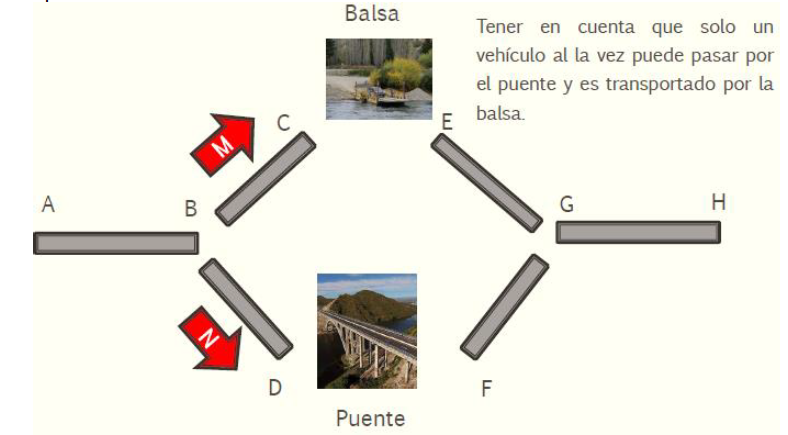 Balsa
Tener en cuenta que solo un
vehículo al la vez puede pasar por
el puente y es transportado por la
balsa.
C
E
M
A
B
G
H
N
D
F
Puente